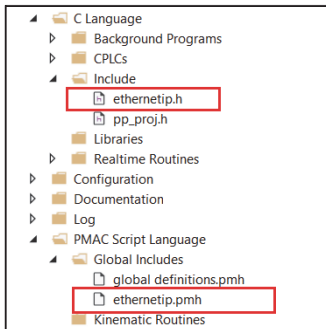 C Language
Background Programs
CPLCs
Include
ethernetip.h
pp_proj.h
Libraries
Realtime Routines
Configuration
Documentation
Log
PMAC Script Language
Global Includes
global definitions.pmh
ethernetip.pmh
Kinematic Routines